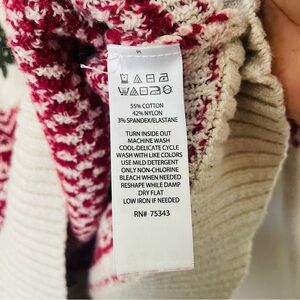 55% COTTON
42% NYLON
3% SPANDEX/ELASTANE
TURN INSIDE OUT
MACHINE WASH
COOL-DELICATE CYCLE
WASH WITH LIKE COLORS
USE MILD DETERGENT
ONLY NON-CHLORINE
BLEACH WHEN NEEDED
RESHAPE WHILE DAMP
DRY FLAT
LOW IRON IF NEEDED
RN# 75343